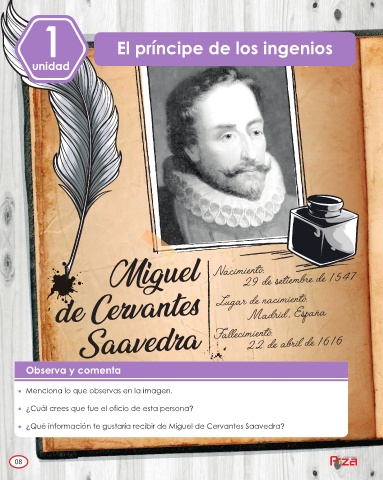 1
unidad
El príncipe de los ingenios
Miguel
de Cervantes
Saavedra
Nacimiento:
29 de setiembre de 1547
Lugar de nacimiento:
Madrid, España
Fallecimiento:
22 de abril de 1616
Observa y comenta
• Menciona lo que observas en la imagen.
• ¿Cuál crees que fue el oficio de esta persona?
• ¿Qué información te gustaría recibir de Miguel de Cervantes Saavedra?
08